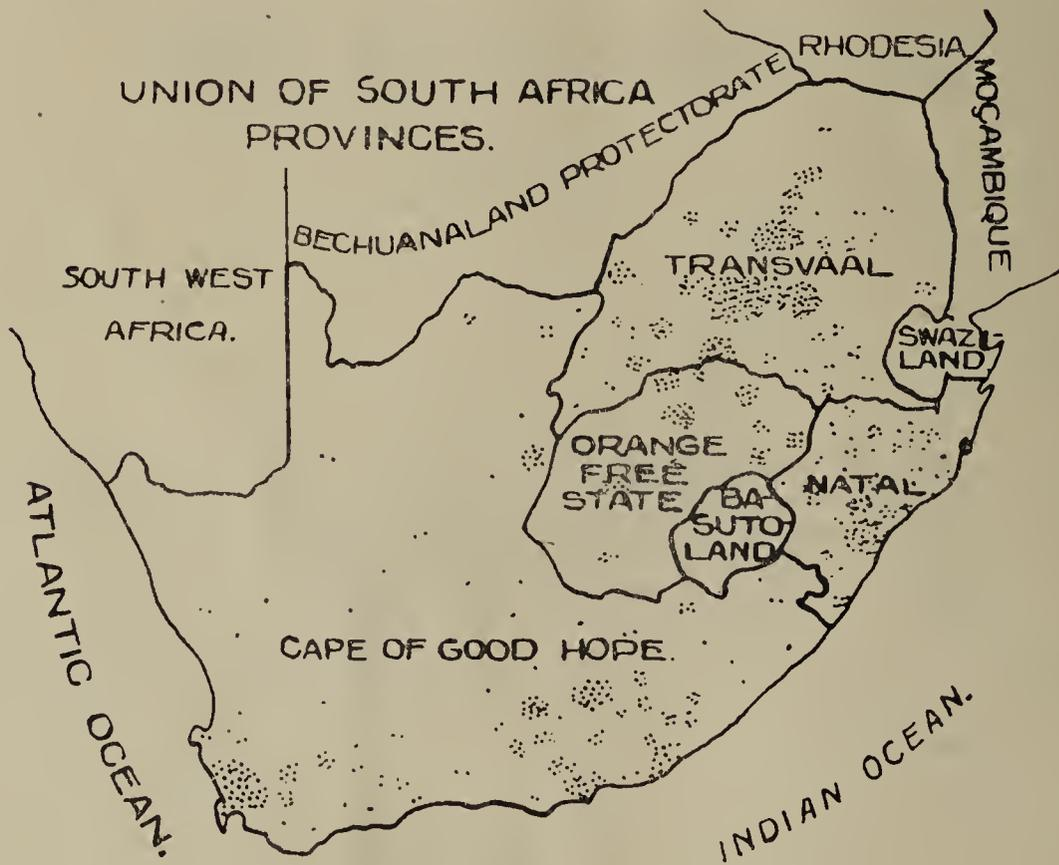 UNION OF SOUTH AFRICA
PROVINCES.
RHODESIA
MOÇAMBIQUE
BECHUANALAND PROTECTORATE
SOUTH WEST
AFRICA.
TRANSVAAL
SWAZI-
LAND
ORANGE
FREE
STATE
BA-
SUTO-
LAND
NATAL
CAPE OF GOOD HOPE.
ATLANTIC OCEAN.
INDIAN OCEAN.